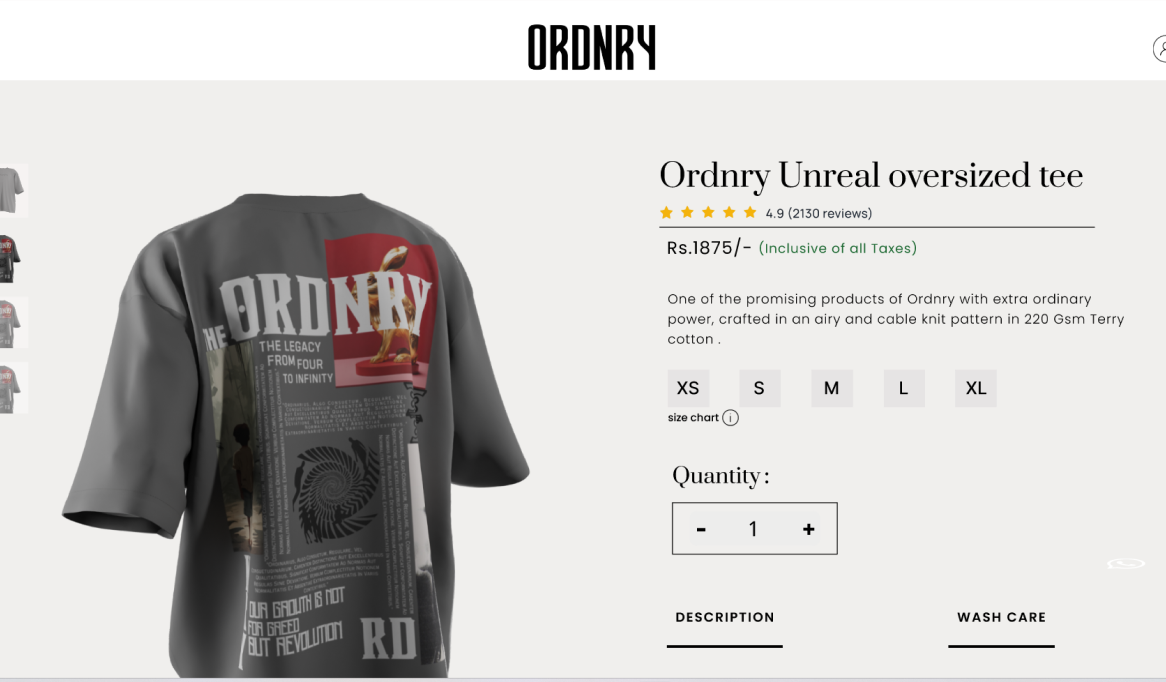 ORDNRY
Ordnry Unreal oversized tee
4.9 (2130 reviews)
Rs.1875/- (Inclusive of all Taxes)
One of the promising products of Ordnry with extra ordinary
power, crafted in an airy and cable knit pattern in 220 Gsm Terry
cotton .
XS S M L XL
size chart i
Quantity :
- 1 +
DESCRIPTION WASH CARE
HE ORDNRY
THE LEGACY
FROM FOUR
TO INFINITY
OUR GROUTH IS NOT
FOR GREED
BUT REVOLUTION
RD